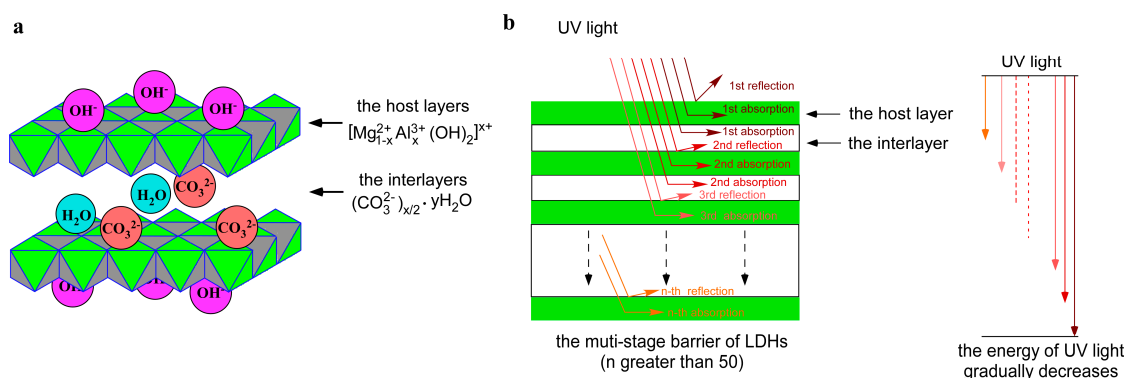 a
OH-
OH-
OH-
the host layers
[Mg2+1-x Al3+x (OH)2]x+
CO32-
H2O
the interlayers
(CO32-)x/2 · yH2O
H2O
CO32-
CO32-
OH
OH
b
UV light
1st reflection
1st absorption
the host layer
1st absorption
2nd reflection
the interlayer
2nd absorption
2nd absorption
3rd reflection
3rd absorption
n-th reflection
n-th absorption
the muti-stage barrier of LDHs
(n greater than 50)
UV light
the energy of UV light
gradually decreases